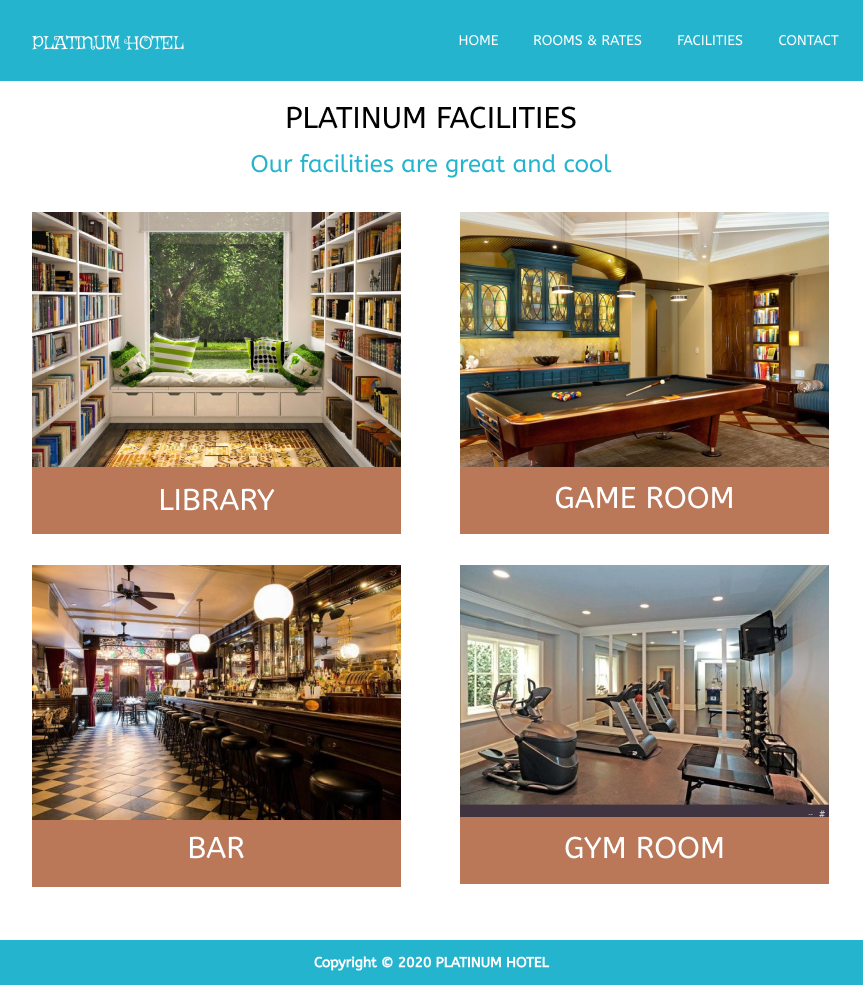 PLATINUM HOTEL
HOME ROOMS & RATES FACILITIES CONTACT
PLATINUM FACILITIES
Our facilities are great and cool
LIBRARY
GAME ROOM
BAR
GYM ROOM
Copyright © 2020 PLATINUM HOTEL